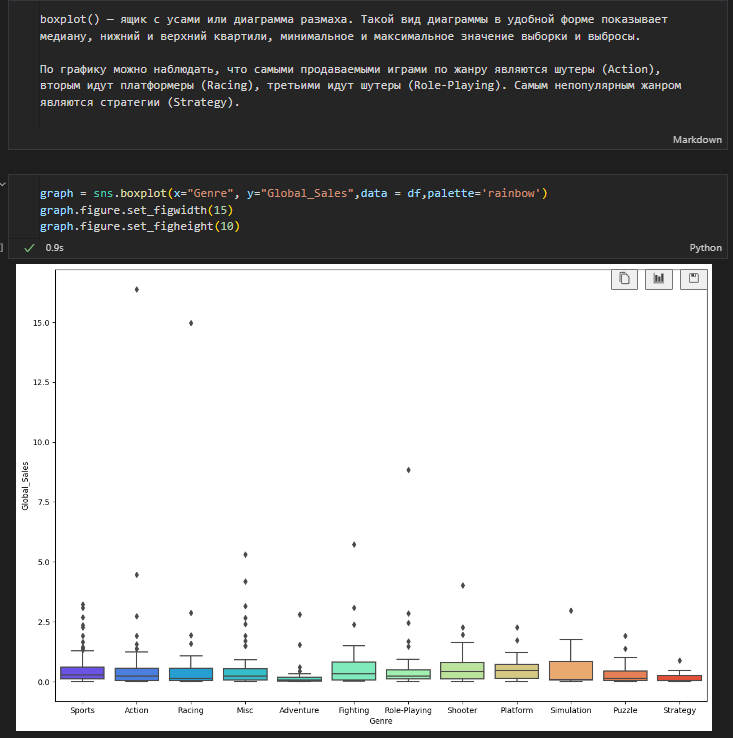 boxplot() — ящик с усами или диаграмма размаха. Такой вид диаграммы в удобной форме показывает
медиану, нижний и верхний квартили, минимальное и максимальное значение выборки и выбросы.
По графику можно наблюдать, что самыми продаваемыми играми по жанру являются шутеры (Action),
вторым идут платформеры (Racing), третьими идут шутеры (Role-Playing). Самым непопулярным жанром
являются стратегии (Strategy).
Markdown
graph = sns.boxplot(x="Genre", y="Global_Sales",data = df,palette='rainbow')
graph.figure.set_figwidth(15)
graph.figure.set_figheight(10)
] 0.9s Python
15.0
12.5
10.0
7.5
5.0
2.5
0.0
Global_Sales
Sports Action Racing Misc Adventure Fighting Role-Playing Shooter Platform Simulation Puzzle Strategy
Genre